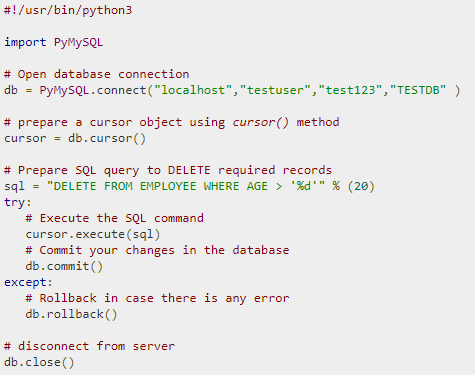 #!/usr/bin/python3
import PyMySQL
# Open database connection
db = PyMySQL.connect("localhost","testuser","test123","TESTDB" )
# prepare a cursor object using cursor() method
cursor = db.cursor()
# Prepare SQL query to DELETE required records
sql = "DELETE FROM EMPLOYEE WHERE AGE > '%d'" % (20)
try:
   # Execute the SQL command
   cursor.execute(sql)
   # Commit your changes in the database
   db.commit()
except:
   # Rollback in case there is any error
   db.rollback()
# disconnect from server
db.close()